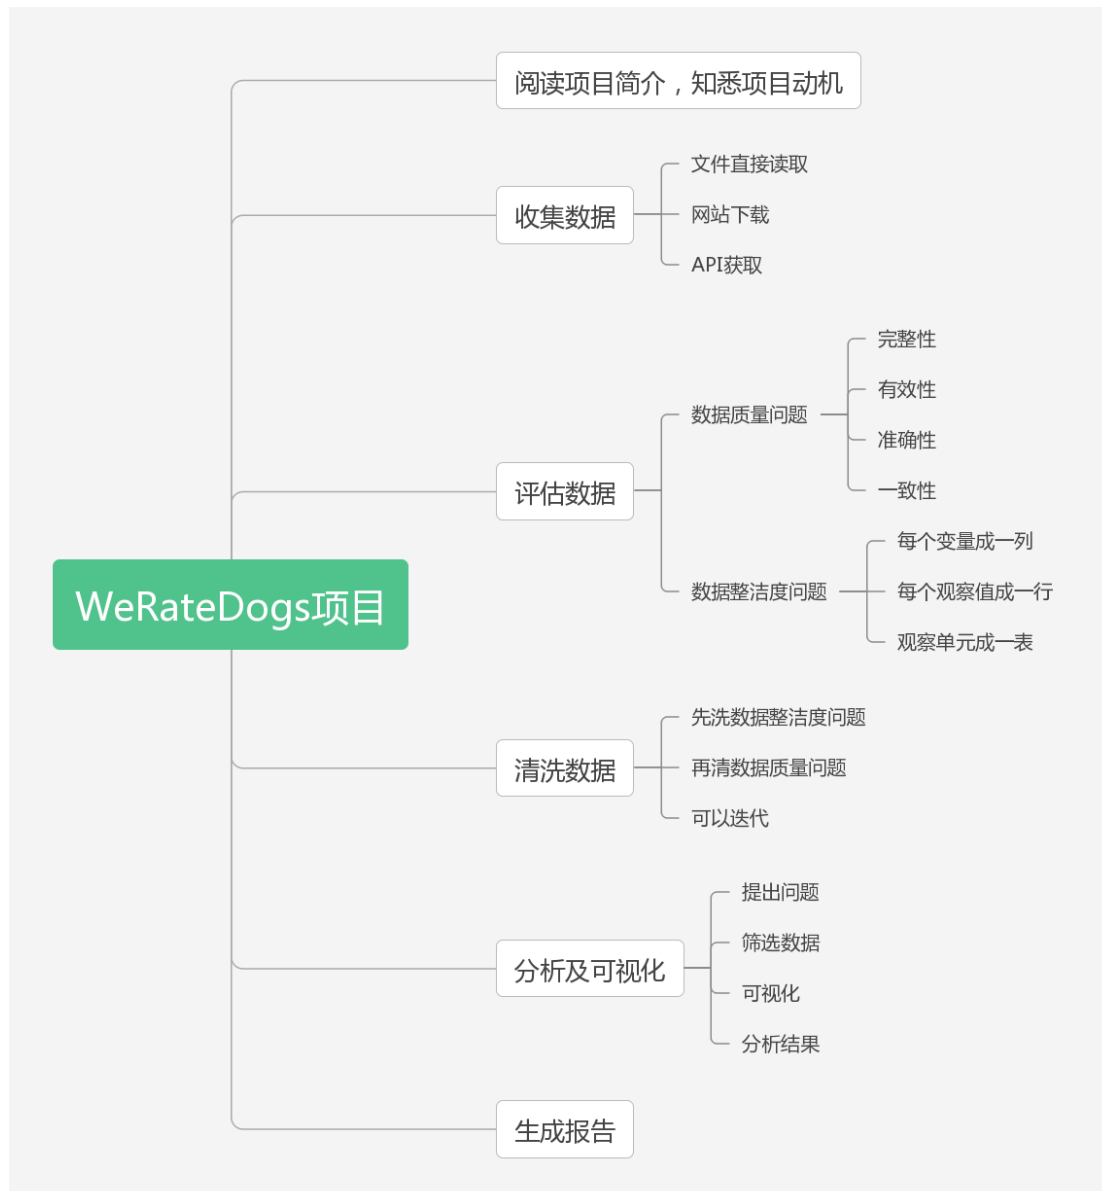 阅读项目简介，知悉项目动机
收集数据
文件直接读取
网站下载
API获取
评估数据
数据质量问题
完整性
有效性
准确性
一致性
数据整洁度问题
每个变量成一列
每个观察值成一行
观察单元成一表
WeRateDogs项目
清洗数据
先洗数据整洁度问题
再清数据质量问题
可以迭代
分析及可视化
提出问题
筛选数据
可视化
分析结果
生成报告